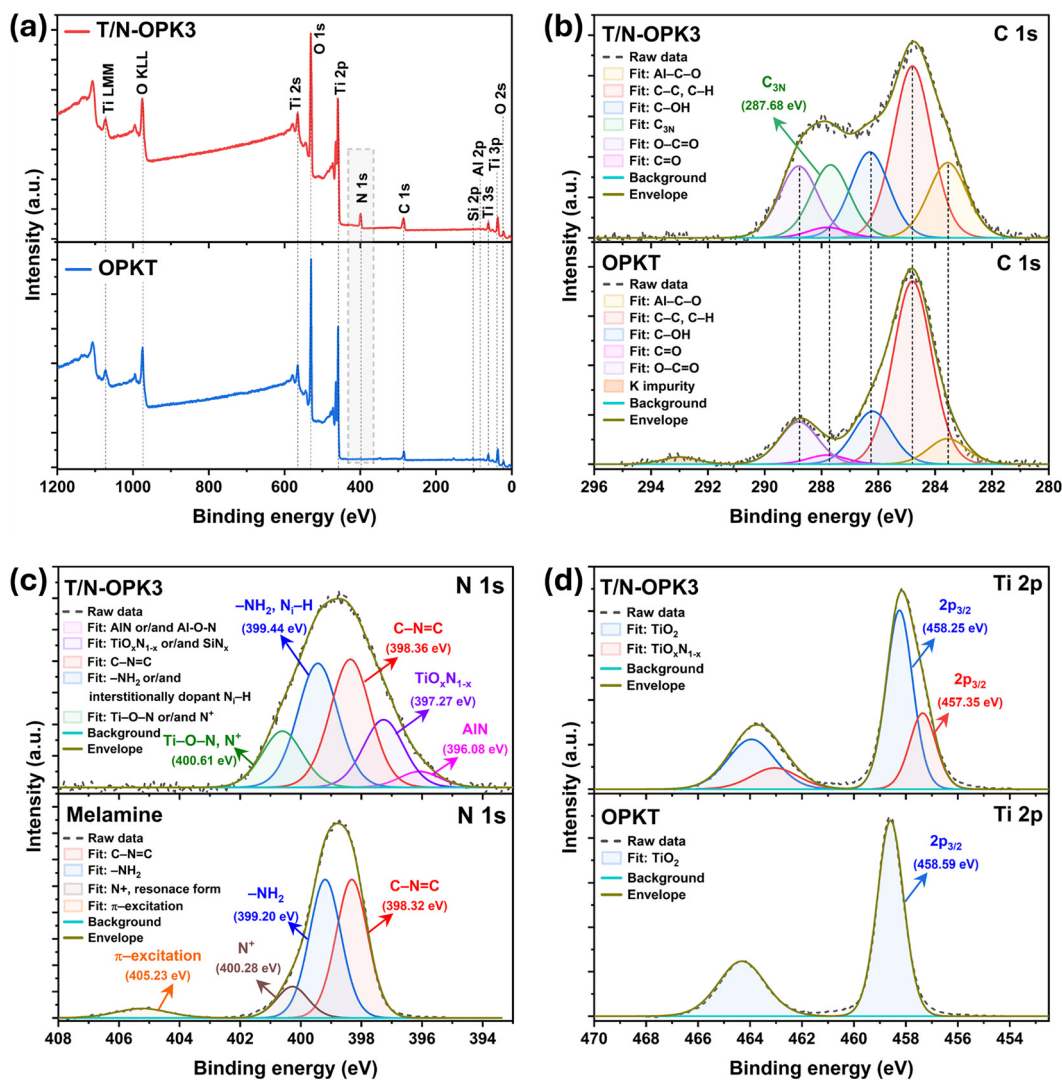 (a)
T/N-OPK3
Ti LMM
O KLL
Ti 2s
O 1s
Ti 2p
N 1s
C 1s
Si 2p
Al 2p
Ti 3s
Ti 3p
O 2s
OPKT
Intensity (a.u.)
1200 1000 800 600 400 200 0
Binding energy (eV)
(b)
T/N-OPK3
C 1s
Raw data
Fit: Al–C–O
Fit: C–C, C–H
Fit: C–OH
Fit: C3N
Fit: O–C=O
Fit: C=O
Background
Envelope
C3N
(287.68 eV)
OPKT
C 1s
Raw data
Fit: Al–C–O
Fit: C–C, C–H
Fit: C–OH
Fit: C=O
Fit: O–C=O
K impurity
Background
Envelope
Intensity (a.u.)
296 294 292 290 288 286 284 282 280
Binding energy (eV)
(c)
T/N-OPK3
N 1s
Raw data
Fit: AlN or/and Al-O-N
Fit: TiOxN1-x or/and SiNx
Fit: C–N=C
Fit: –NH2 or/and
interstitionally dopant Ni–H
Fit: Ti–O–N or/and N+
Background
Envelope
–NH2, Ni–H
(399.44 eV)
C–N=C
(398.36 eV)
TiOxN1-x
(397.27 eV)
AlN
(396.08 eV)
Ti–O–N, N+
(400.61 eV)
Melamine
N 1s
Raw data
Fit: C–N=C
Fit: –NH2
Fit: N+, resonace form
Fit: π–excitation
Background
Envelope
–NH2
(399.20 eV)
C–N=C
(398.32 eV)
N+
(400.28 eV)
π–excitation
(405.23 eV)
Intensity (a.u.)
408 406 404 402 400 398 396 394
Binding energy (eV)
(d)
T/N-OPK3
Ti 2p
Raw data
Fit: TiO2
Fit: TiOxN1-x
Background
Envelope
2p3/2
(458.25 eV)
2p3/2
(457.35 eV)
OPKT
Ti 2p
Raw data
Fit: TiO2
Background
Envelope
2p3/2
(458.59 eV)
Intensity (a.u.)
470 468 466 464 462 460 458 456 454
Binding energy (eV)